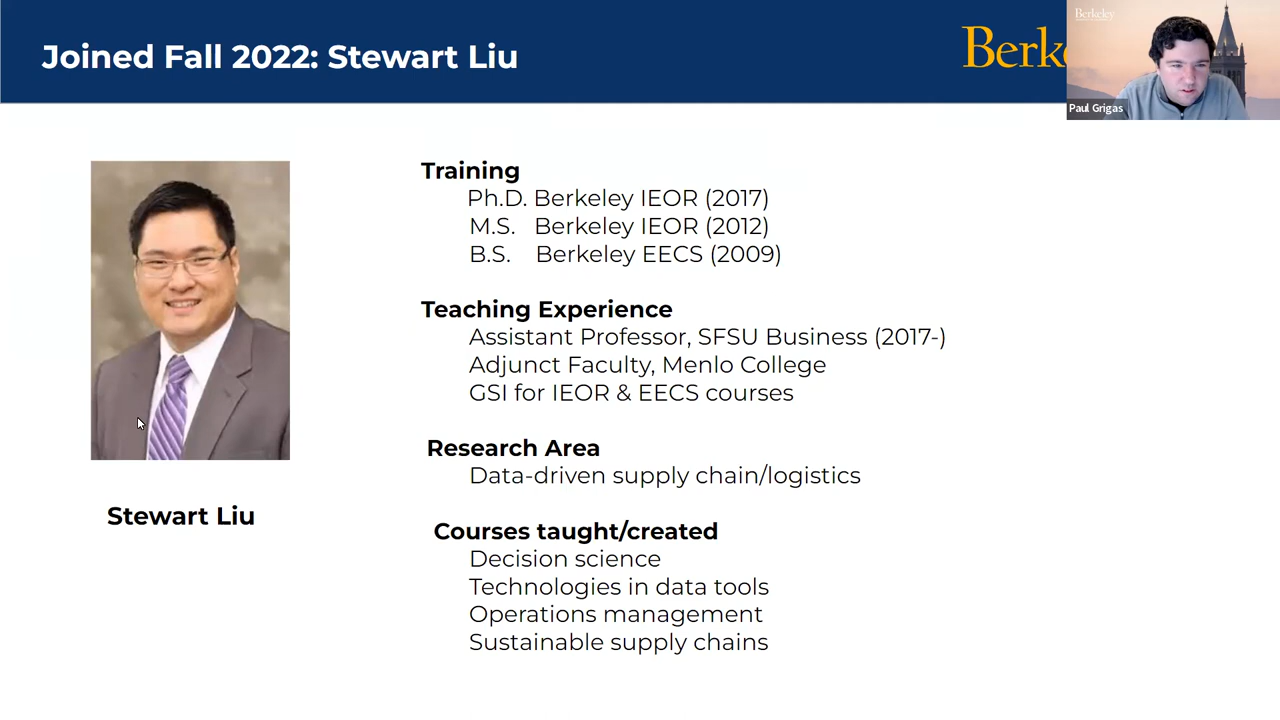 Joined Fall 2022: Stewart Liu
Berkeley
Paul Grigas
Training
Ph.D. Berkeley IEOR (2017)
M.S. Berkeley IEOR (2012)
B.S. Berkeley EECS (2009)
Teaching Experience
Assistant Professor, SFSU Business (2017-)
Adjunct Faculty, Menlo College
GSI for IEOR & EECS courses
Research Area
Data-driven supply chain/logistics
Stewart Liu
Courses taught/created
Decision science
Technologies in data tools
Operations management
Sustainable supply chains